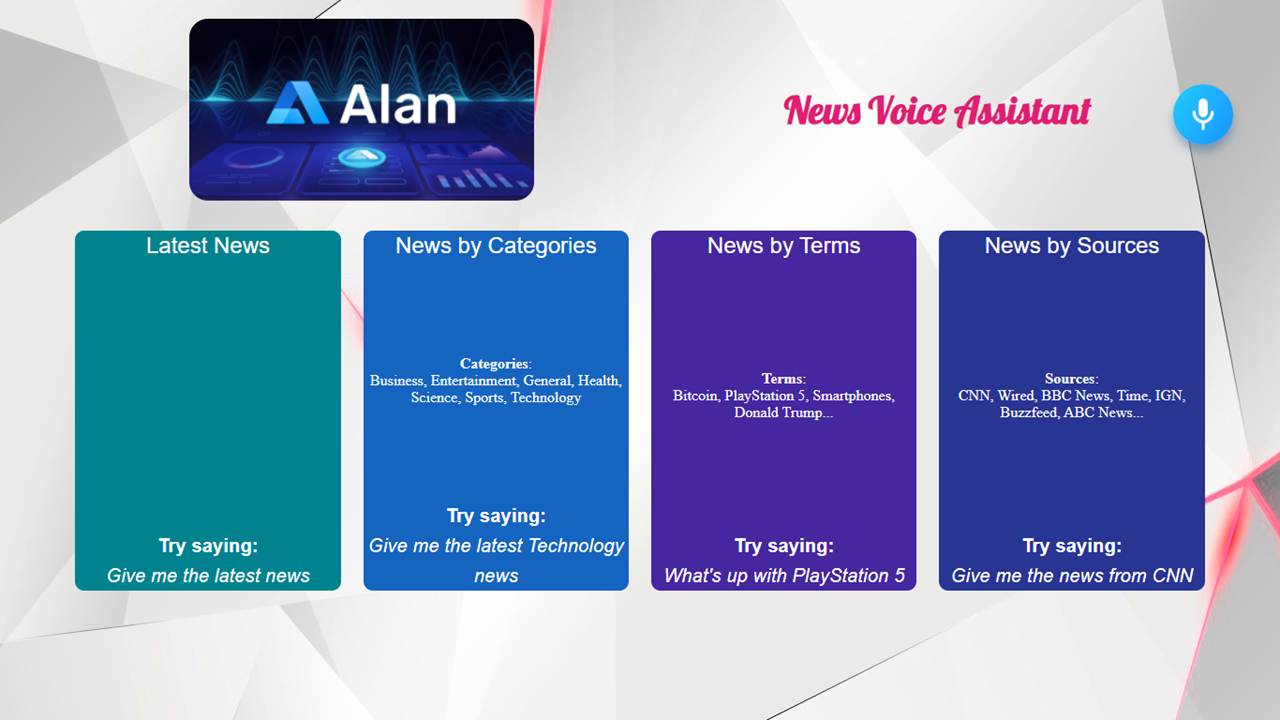 Alan
News Voice Assistant
Latest News
Try saying:
Give me the latest news
News by Categories
Categories:
Business, Entertainment, General, Health,
Science, Sports, Technology
Try saying:
Give me the latest Technology
news
News by Terms
Terms:
Bitcoin, PlayStation 5, Smartphones,
Donald Trump...
Try saying:
What's up with PlayStation 5
News by Sources
Sources:
CNN, Wired, BBC News, Time, IGN,
Buzzfeed, ABC News...
Try saying:
Give me the news from CNN